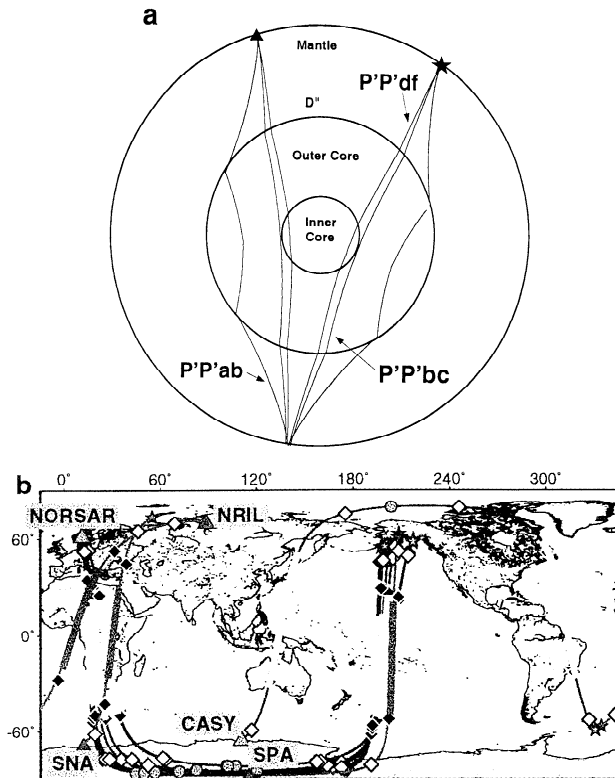 a
Mantle
P'P'df
D"
Outer Core
Inner
Core
P'P'ab
P'P'bc
b
0° 60° 120° 180° 240° 300°
NORSAR
NRIL
60°
0°
-60°
CASY
SNA
SPA